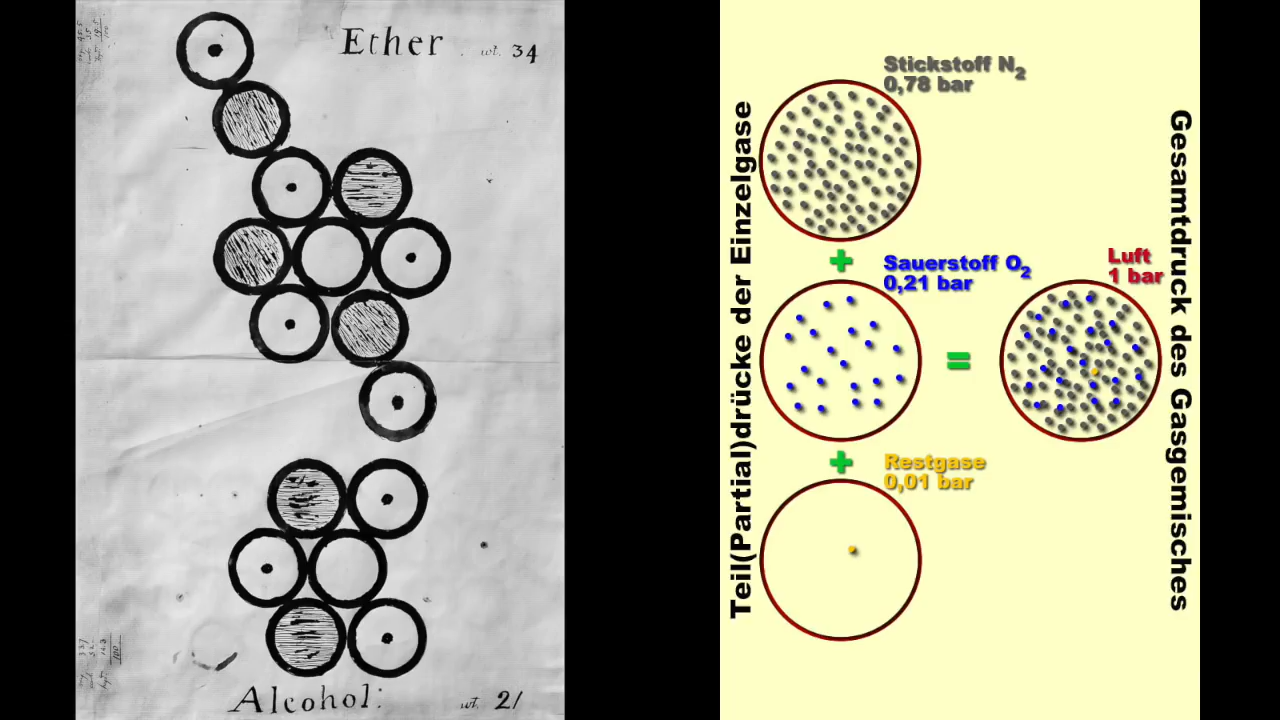 Ether wt. 34
Alcohol: wt. 21
Teil(Partial)drücke der Einzelgase
Stickstoff N2
0,78 bar
+
Sauerstoff O2
0,21 bar
+
Restgase
0,01 bar
=
Luft
1 bar
Gesamtdruck des Gasgemisches